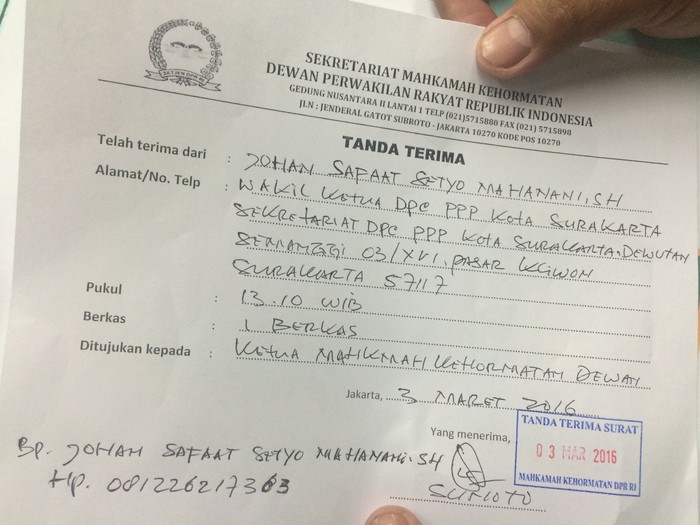 SETJEN DPR RI
SEKRETARIAT MAHKAMAH KEHORMATAN
DEWAN PERWAKILAN RAKYAT REPUBLIK INDONESIA
GEDUNG NUSANTARA II LANTAI 1 TELP (021)5715880 FAX (021) 5715898
JLN : JENDERAL GATOT SUBROTO - JAKARTA 10270 KODE POS 10270
TANDA TERIMA
Telah terima dari : JOHAN SAFAAT SETYO MAHANANI, SH
Alamat/No. Telp : WAKIL KETUA DPC PPP KOTA SURAKARTA
SEKRETARIAT DPC PPP KOTA SURAKARTA. DEWUTAN
SEMANGGI 03/XVI. PASAR KLIWON
SURAKARTA 57117
Pukul : 13.10 WIB
Berkas : 1 BERKAS
Ditujukan kepada : KETUA MAHKMAH KEHORMATAN DEWAN
Jakarta, 3 MARET 2016
Yang menerima,
TANDA TERIMA SURAT
03 MAR 2016
MAHKAMAH KEHORMATAN DPR RI
Bp. JOHAN SAFAAT SETYO MAHANANI. SH
Hp. 081226217363